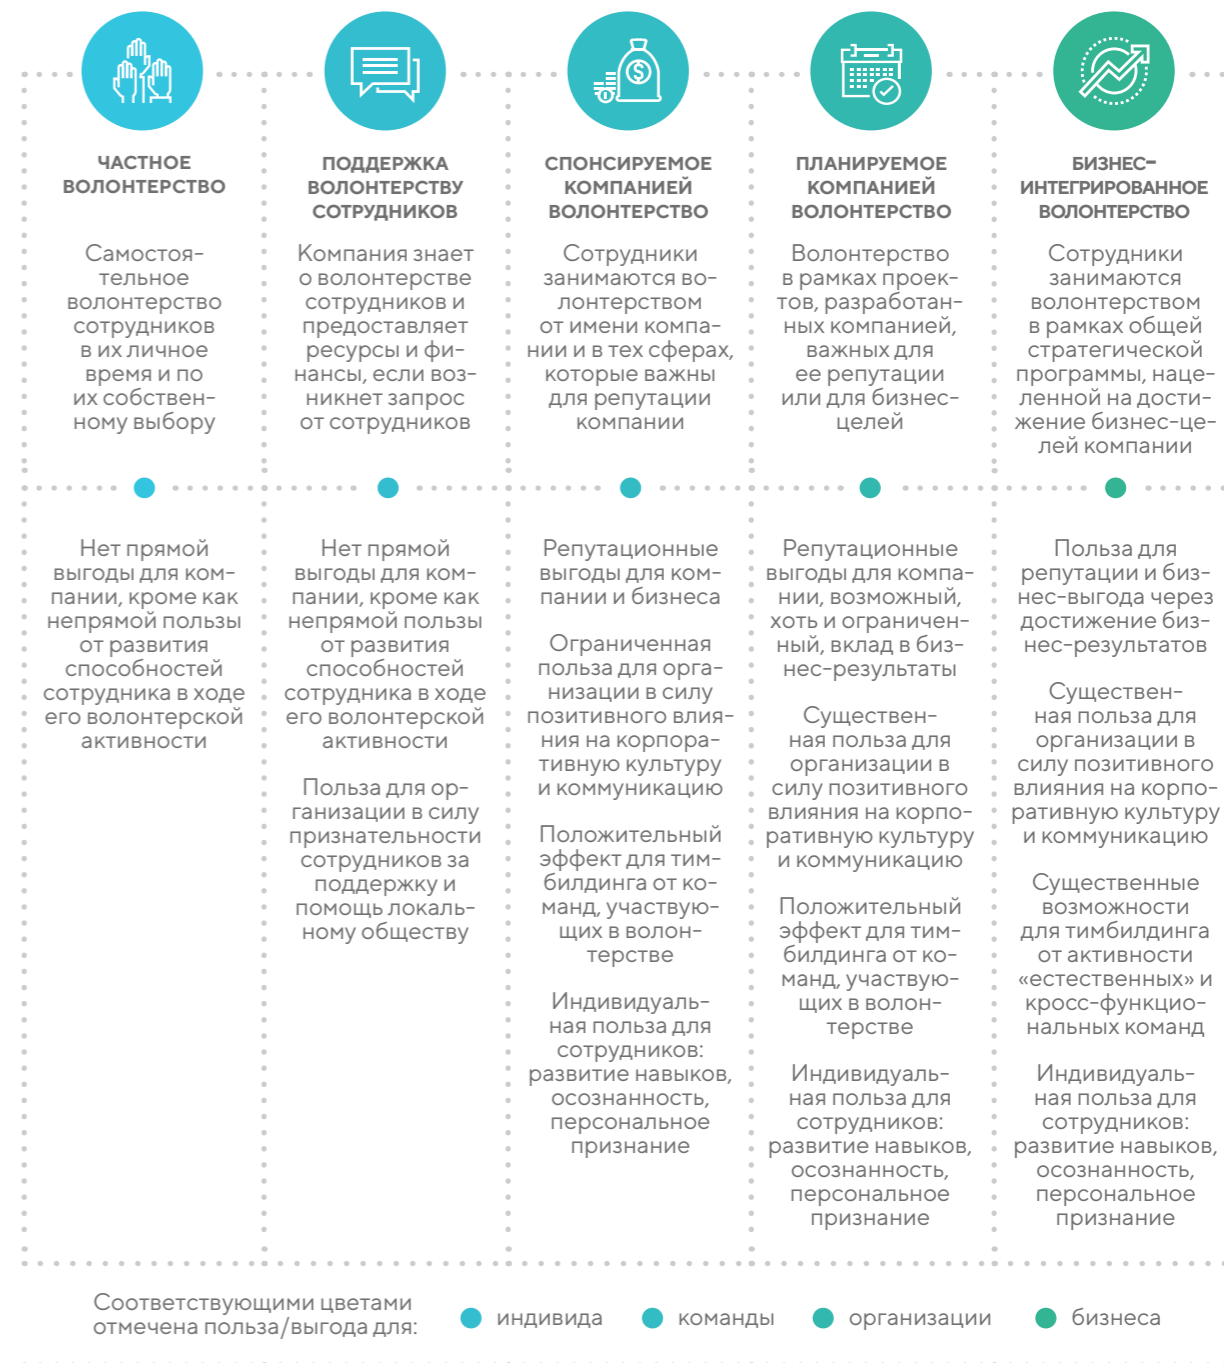 ЧАСТНОЕ
ВОЛОНТЕРСТВО
Самостоя-
тельное
волонтерство
сотрудников
в их личное
время и по
их собствен-
ному выбору
Нет прямой
выгоды для ком-
пании, кроме как
непрямой пользы
от развития
способностей
сотрудника в ходе
его волонтерской
активности
ПОДДЕРЖКА
ВОЛОНТЕРСТВУ
СОТРУДНИКОВ
Компания знает
о волонтерстве
сотрудников и
предоставляет
ресурсы и фи-
нансы, если воз-
никнет запрос
от сотрудников
Нет прямой
выгоды для ком-
пании, кроме как
непрямой пользы
от развития
способностей
сотрудника в ходе
его волонтерской
активности
Польза для ор-
ганизации в силу
признательности
сотрудников за
поддержку и
помощь локаль-
ному обществу
СПОНСИРУЕМОЕ
КОМПАНИЕЙ
ВОЛОНТЕРСТВО
Сотрудники
занимаются во-
лонтерством
от имени компа-
нии и в тех сферах,
которые важны
для репутации
компании
Репутационные
выгоды для ком-
пании и бизнеса
Ограниченная
польза для орга-
низации в силу
позитивного влия-
ния на корпора-
тивную культуру
и коммуникацию
Положительный
эффект для тим-
билдинга от ко-
манд, участвую-
щих в волон-
терстве
Индивидуаль-
ная польза для
сотрудников:
развитие навыков,
осознанность,
персональное
признание
ПЛАНИРУЕМОЕ
КОМПАНИЕЙ
ВОЛОНТЕРСТВО
Волонтерство
в рамках проек-
тов, разработан-
ных компанией,
важных для
ее репутации
или для бизнес-
целей
Репутационные
выгоды для компа-
нии, возможный,
хоть и ограничен-
ный, вклад в биз-
нес-результаты
Существен-
ная польза для
организации в
силу позитивного
влияния на корпо-
ративную культуру
и коммуникацию
Положительный
эффект для тим-
билдинга от ко-
манд, участвую-
щих в волон-
терстве
Индивидуаль-
ная польза для
сотрудников:
развитие навыков,
осознанность,
персональное
признание
БИЗНЕС-
ИНТЕГРИРОВАННОЕ
ВОЛОНТЕРСТВО
Сотрудники
занимаются
волонтерством
в рамках общей
стратегической
программы, наце-
ленной на дости-
жение бизнес-це-
лей компании
Польза для
репутации и биз-
нес-выгода через
достижение биз-
нес-результатов
Существен-
ная польза для
организации в
силу позитивного
влияния на корпо-
ративную культуру
и коммуникацию
Существенные
возможности
для тимбилдинга
от активности
«естественных» и
кросс-функцио-
нальных команд
Индивидуаль-
ная польза для
сотрудников:
развитие навыков,
осознанность,
персональное
признание
Соответствующими цветами
отмечена польза/выгода для:
индивида
команды
организации
бизнеса